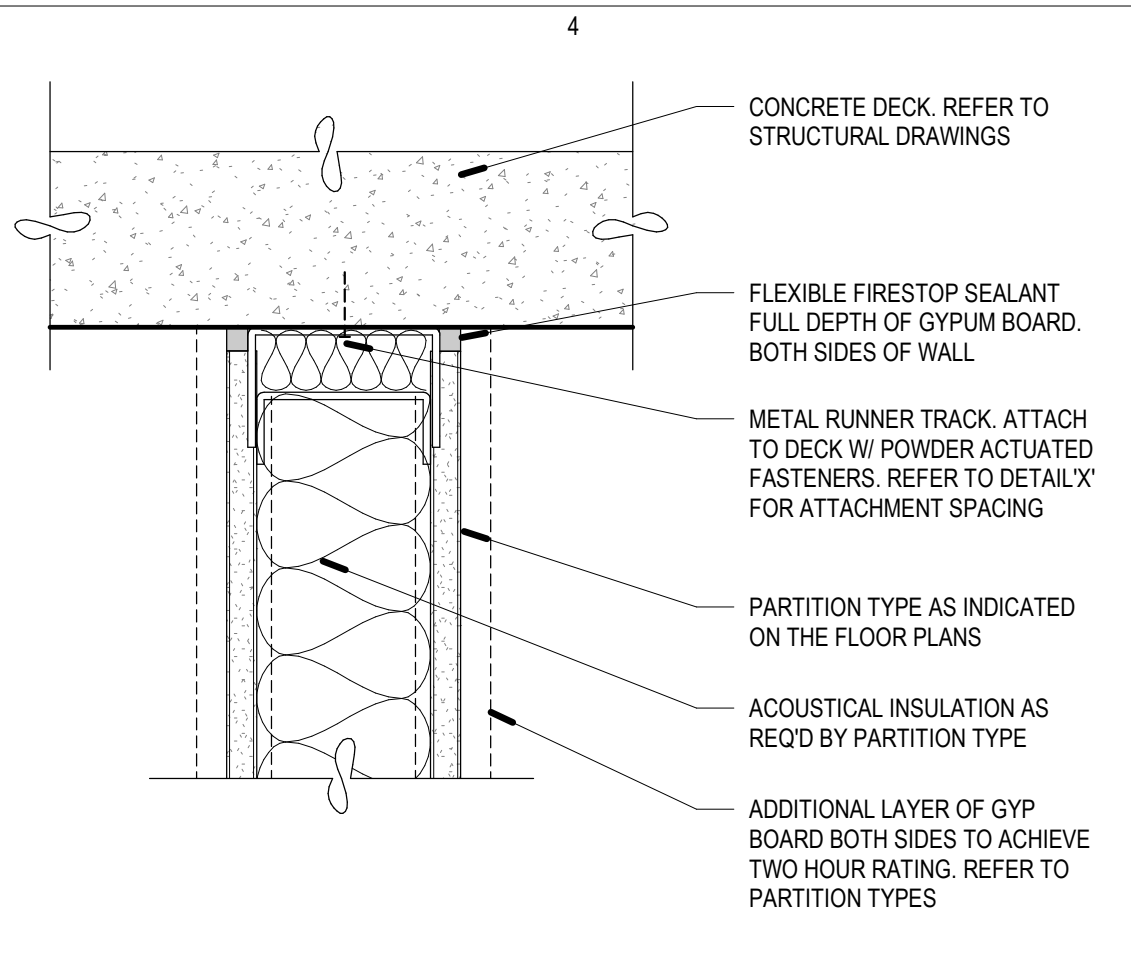 4
CONCRETE DECK. REFER TO
STRUCTURAL DRAWINGS
FLEXIBLE FIRESTOP SEALANT
FULL DEPTH OF GYPUM BOARD.
BOTH SIDES OF WALL
METAL RUNNER TRACK. ATTACH
TO DECK W/ POWDER ACTUATED
FASTENERS. REFER TO DETAIL'X'
FOR ATTACHMENT SPACING
PARTITION TYPE AS INDICATED
ON THE FLOOR PLANS
ACOUSTICAL INSULATION AS
REQ'D BY PARTITION TYPE
ADDITIONAL LAYER OF GYP
BOARD BOTH SIDES TO ACHIEVE
TWO HOUR RATING. REFER TO
PARTITION TYPES